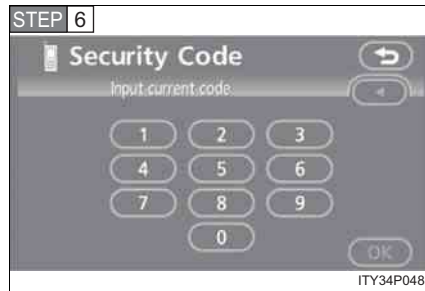 STEP 6
Security Code
Input current code
1 2 3
4 5 6
7 8 9
0
OK
ITY34P048